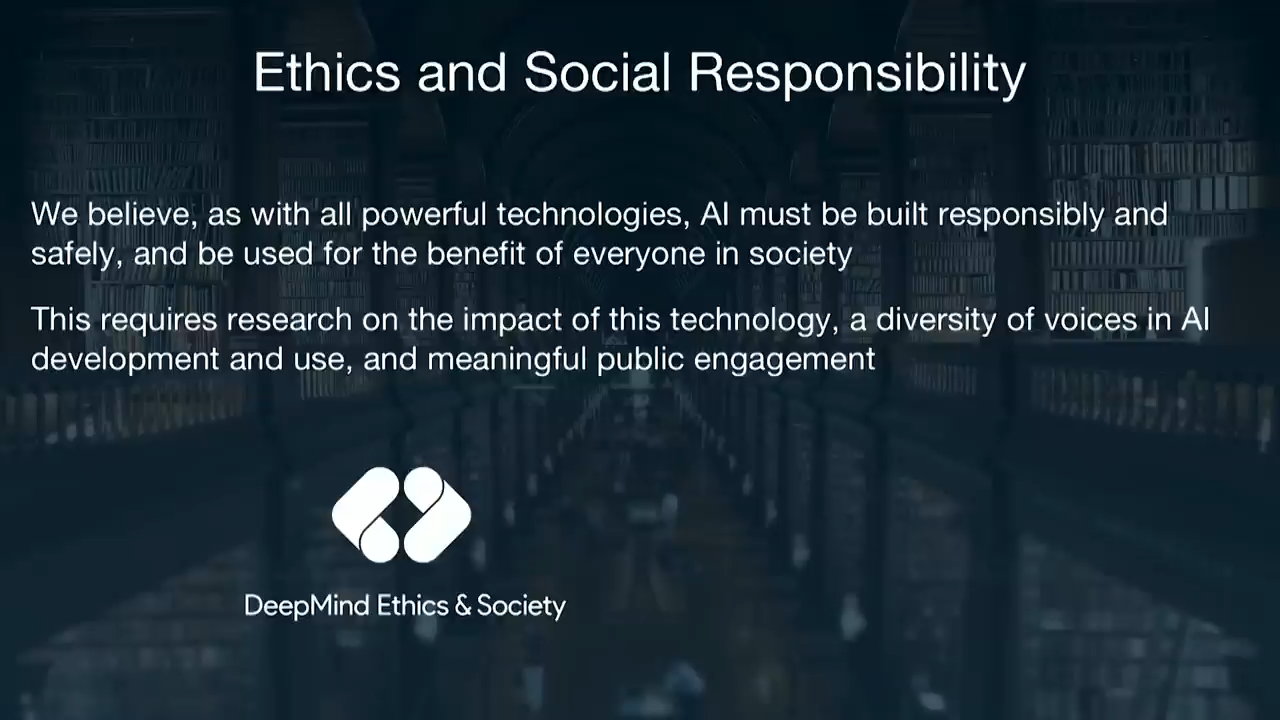 Ethics and Social Responsibility
We believe, as with all powerful technologies, AI must be built responsibly and
safely, and be used for the benefit of everyone in society
This requires research on the impact of this technology, a diversity of voices in AI
development and use, and meaningful public engagement
DeepMind Ethics & Society